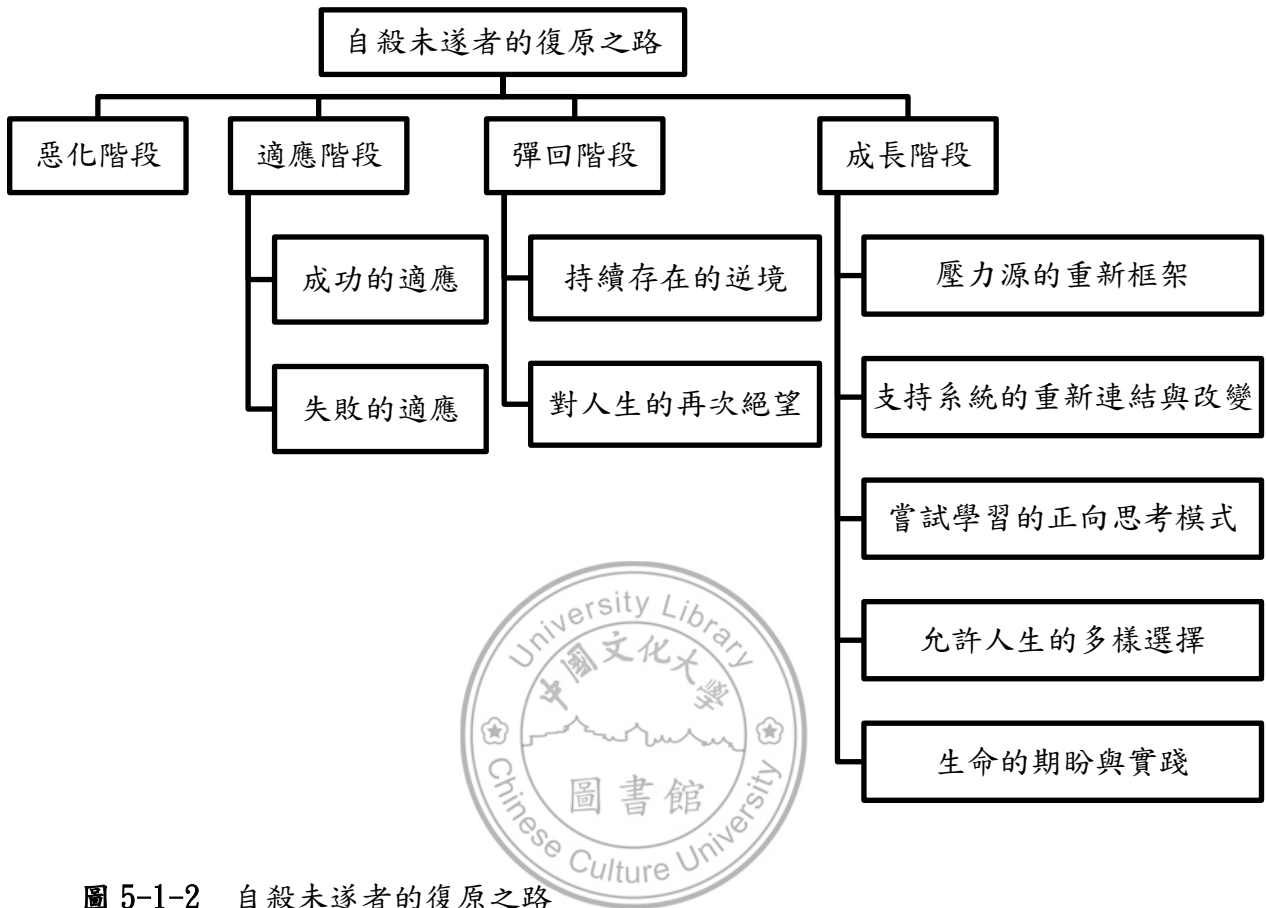 自殺未遂者的復原之路
惡化階段
適應階段
彈回階段
成長階段
成功的適應
失敗的適應
持續存在的逆境
對人生的再次絕望
壓力源的重新框架
支持系統的重新連結與改變
嘗試學習的正向思考模式
允許人生的多樣選擇
生命的期盼與實踐
University Library
中國文化大學
圖書館
Chinese Culture University
圖 5-1-2 自殺未遂者的復原之路